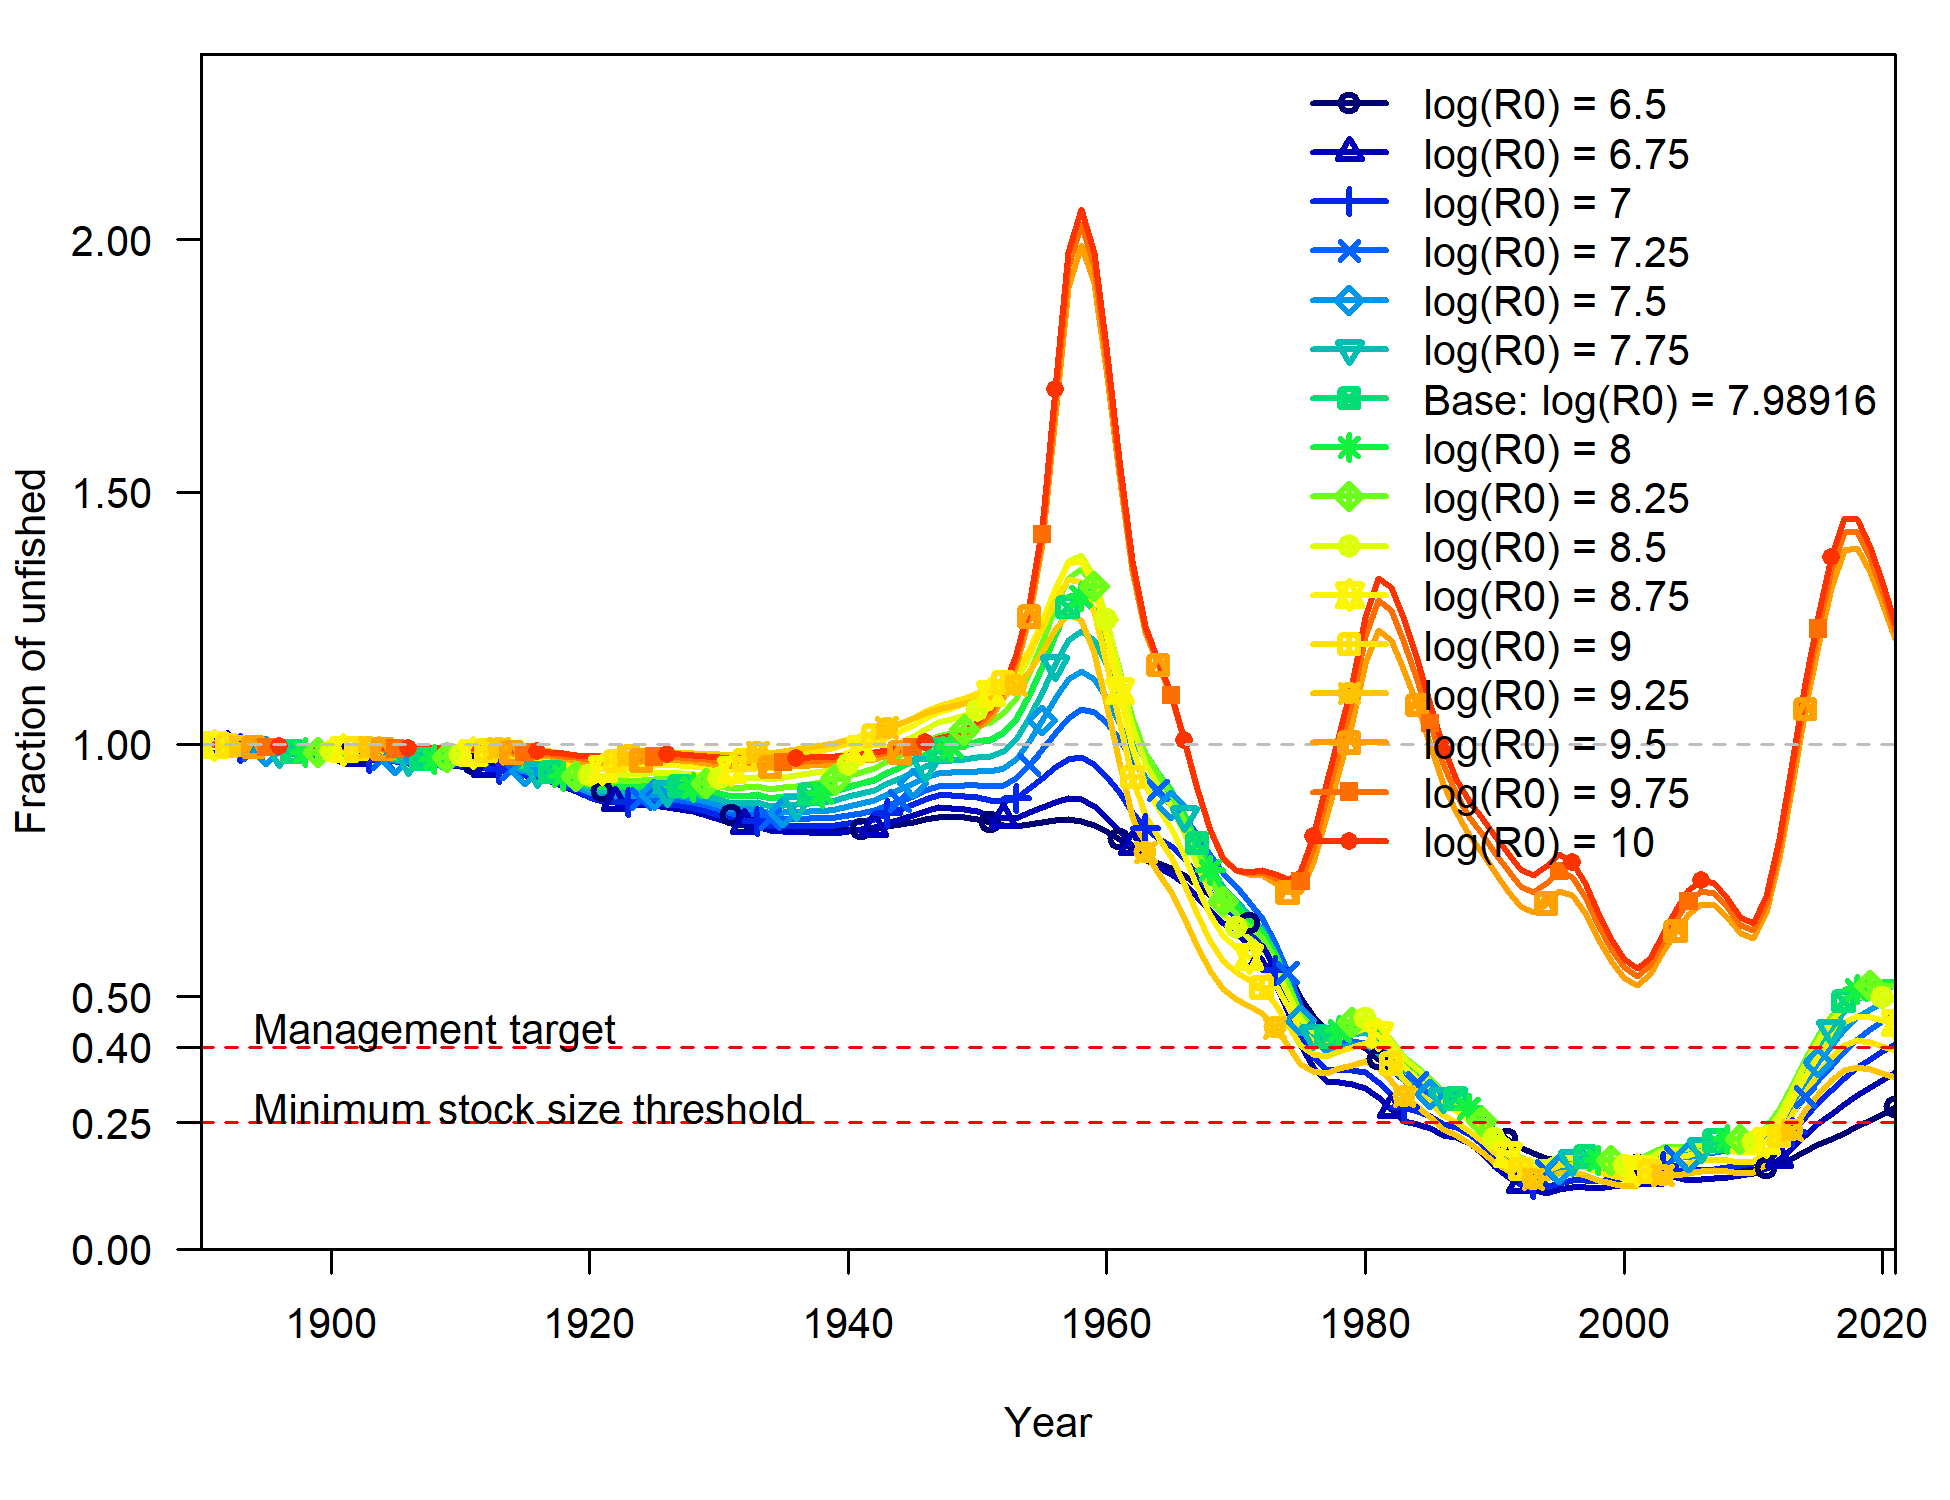 log(R0) = 6.5
log(R0) = 6.75
log(R0) = 7
log(R0) = 7.25
log(R0) = 7.5
log(R0) = 7.75
Base: log(R0) = 7.98916
log(R0) = 8
log(R0) = 8.25
log(R0) = 8.5
log(R0) = 8.75
log(R0) = 9
log(R0) = 9.25
log(R0) = 9.5
log(R0) = 9.75
log(R0) = 10
2.00
1.50
1.00
0.50
0.40
0.25
0.00
Fraction of unfished
Management target
Minimum stock size threshold
1900
1920
1940
1960
1980
2000
2020
Year